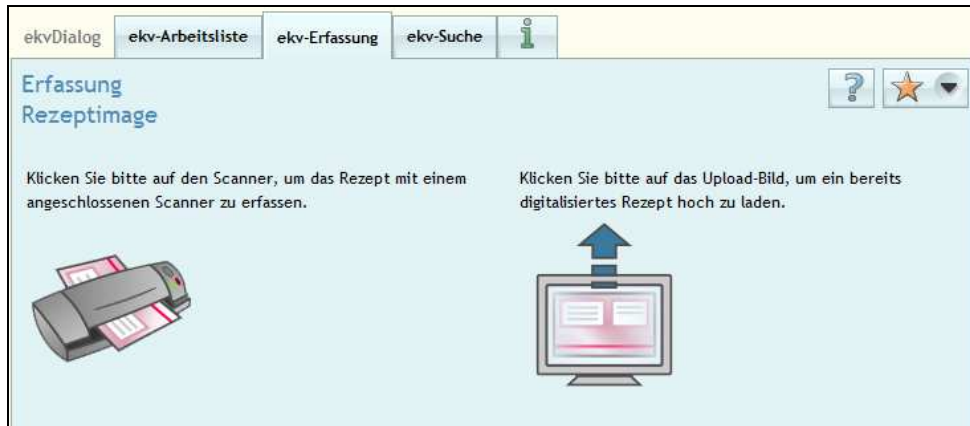 ekvDialog ekv-Arbeitsliste ekv-Erfassung ekv-Suche
Erfassung
Rezeptimage
Klicken Sie bitte auf den Scanner, um das Rezept mit einem
angeschlossenen Scanner zu erfassen.
Klicken Sie bitte auf das Upload-Bild, um ein bereits
digitalisiertes Rezept hoch zu laden.